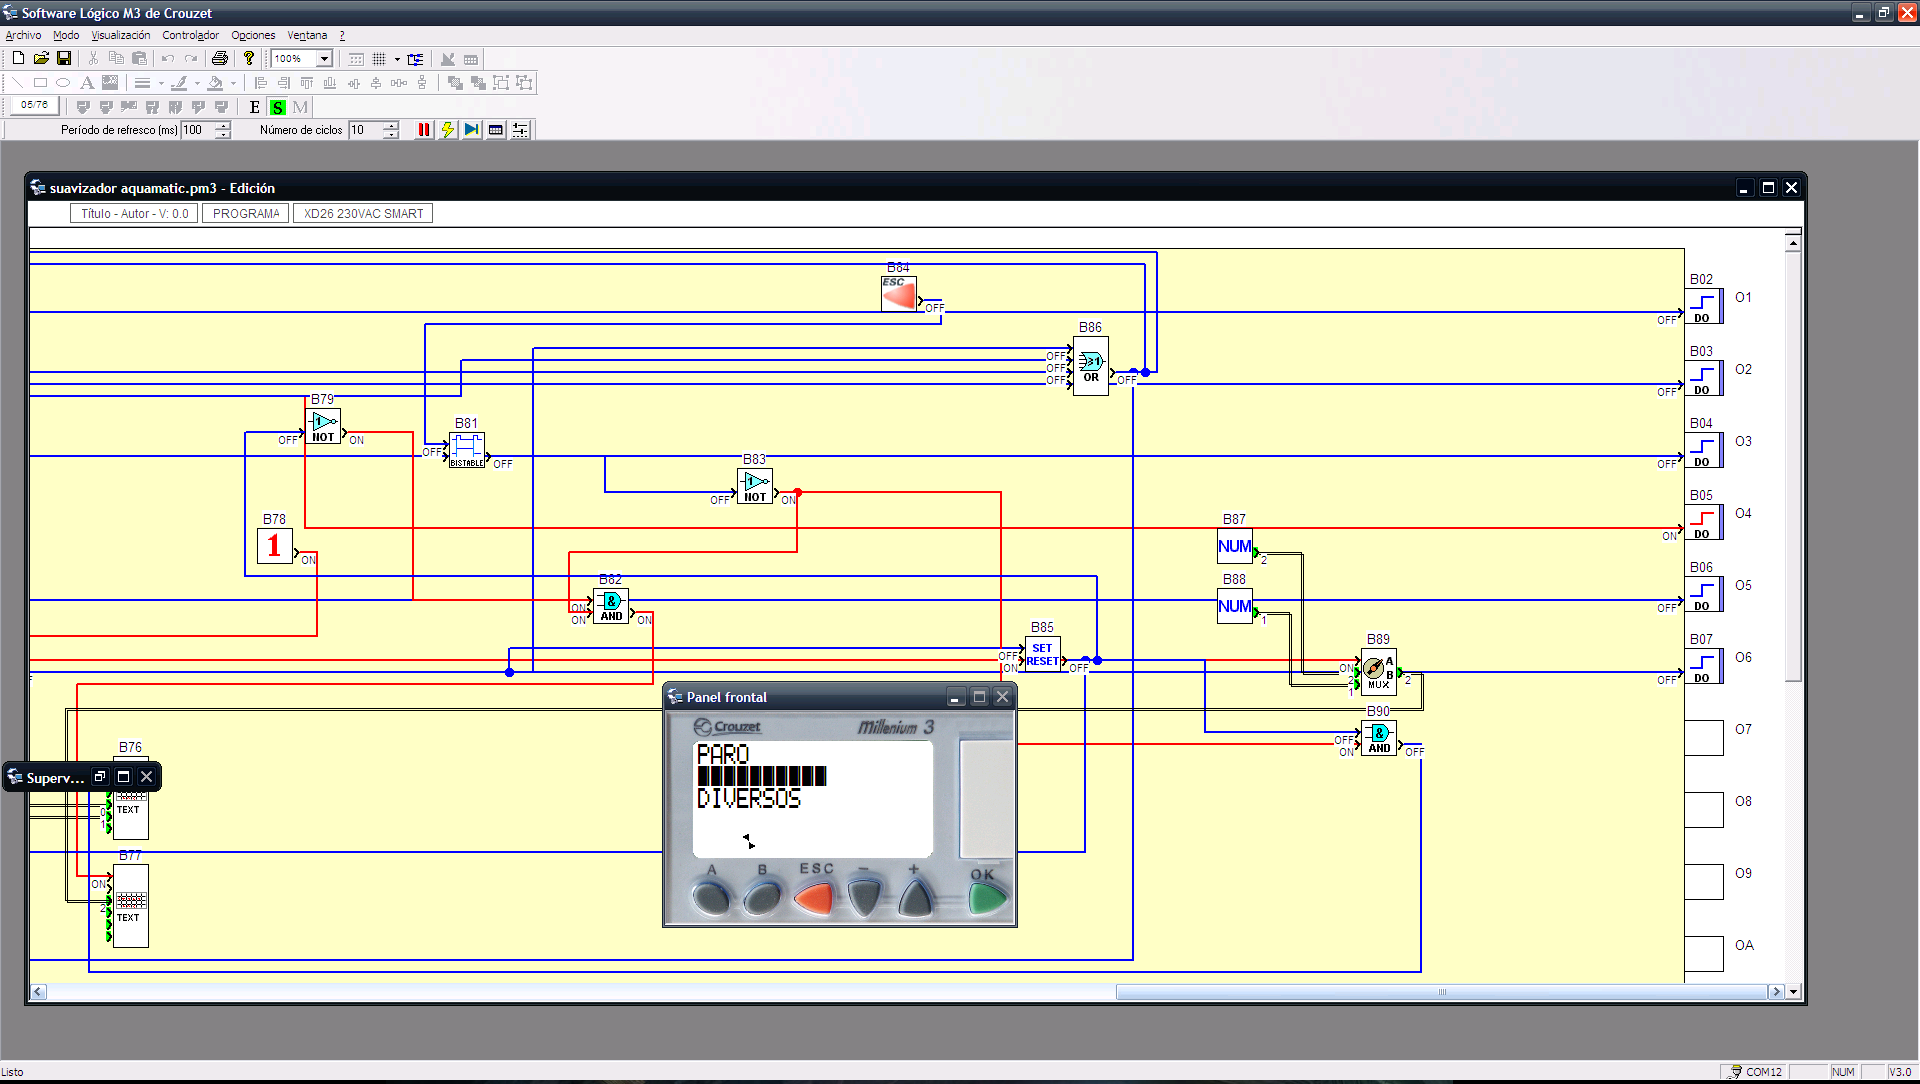 Software Lógico M3 de Crouzet
Archivo Modo Visualización Controlador Opciones Ventana ?
100%
05/76 E S M
Período de refresco (ms) 100 Número de ciclos 10
suavizador aquamatic.pm3 - Edición
Título - Autor - V: 0.0 PROGRAMA XD26 230VAC SMART
B84
ESC
OFF
B02
O1
DO
OFF
B86
OFF
OFF
OFF
≥1
OR
OFF
B03
O2
DO
OFF
B79
1
NOT
OFF
ON
B81
BISTABLE
OFF
OFF
B04
O3
DO
OFF
B83
1
NOT
OFF
ON
B78
1
ON
B87
NUM
2
B05
O4
DO
ON
B82
&
AND
ON
ON
ON
B88
NUM
1
B06
O5
DO
OFF
B85
SET
RESET
OFF
ON
OFF
B89
A
B
MUX
ON
2
1
2
B07
O6
DO
OFF
B90
&
AND
OFF
ON
OFF
O7
B76
TEXT
0
1
Superv...
O8
B77
TEXT
ON
2
O9
OA
Panel frontal
Crouzet Millenium 3
PARO
DIVERSOS
A B ESC − + OK
Listo COM12 NUM V3.0